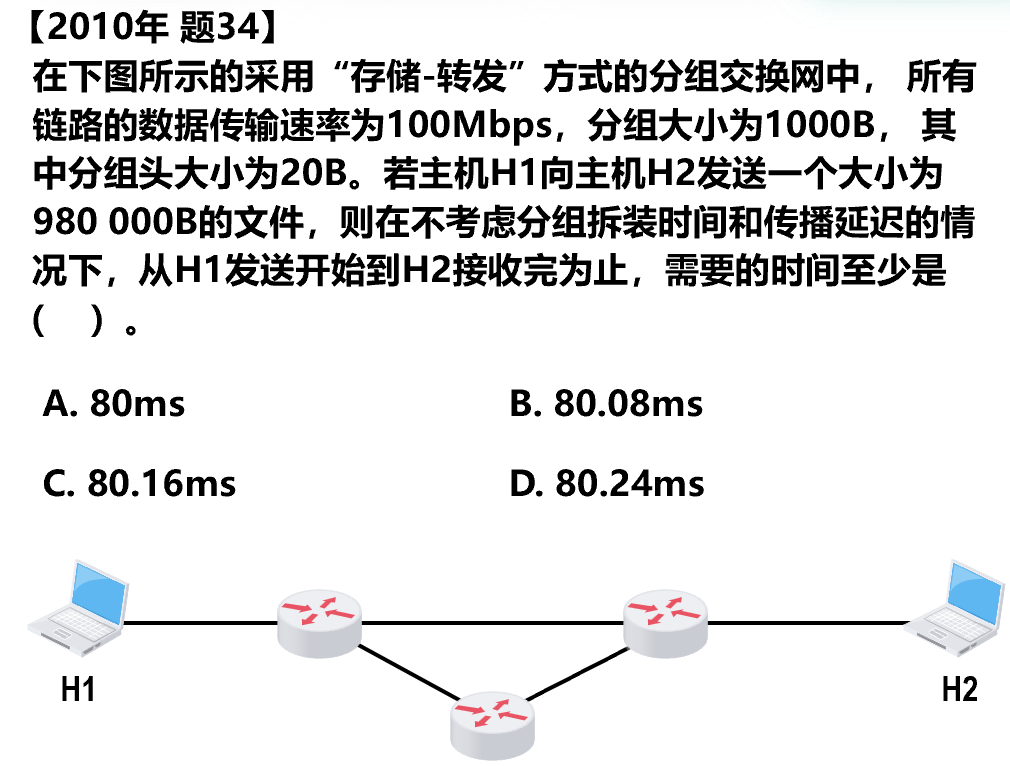 【2010年 题34】
在下图所示的采用“存储-转发”方式的分组交换网中， 所有
链路的数据传输速率为100Mbps，分组大小为1000B， 其
中分组头大小为20B。若主机H1向主机H2发送一个大小为
980 000B的文件，则在不考虑分组拆装时间和传播延迟的情
况下，从H1发送开始到H2接收完为止，需要的时间至少是
( ) 。
A. 80ms
B. 80.08ms
C. 80.16ms
D. 80.24ms
H1
H2